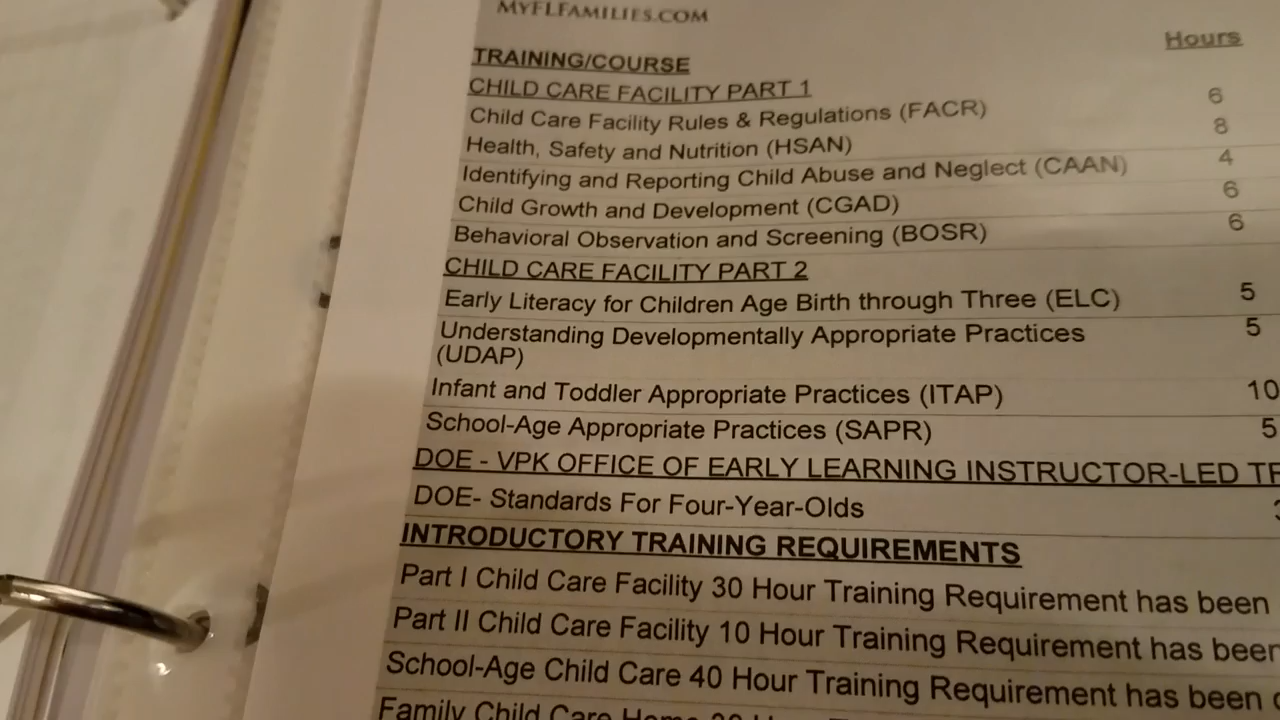 MYFLFAMILIES.COM
Hours
TRAINING/COURSE
CHILD CARE FACILITY PART 1
Child Care Facility Rules & Regulations (FACR) 6
Health, Safety and Nutrition (HSAN) 8
Identifying and Reporting Child Abuse and Neglect (CAAN) 4
Child Growth and Development (CGAD) 6
Behavioral Observation and Screening (BOSR) 6
CHILD CARE FACILITY PART 2
Early Literacy for Children Age Birth through Three (ELC) 5
Understanding Developmentally Appropriate Practices 5
(UDAP)
Infant and Toddler Appropriate Practices (ITAP) 10
School-Age Appropriate Practices (SAPR) 5
DOE - VPK OFFICE OF EARLY LEARNING INSTRUCTOR-LED
DOE- Standards For Four-Year-Olds
INTRODUCTORY TRAINING REQUIREMENTS
Part I Child Care Facility 30 Hour Training Requirement has been
Part II Child Care Facility 10 Hour Training Requirement has been
School-Age Child Care 40 Hour Training Requirement has been
Family Child Care Home